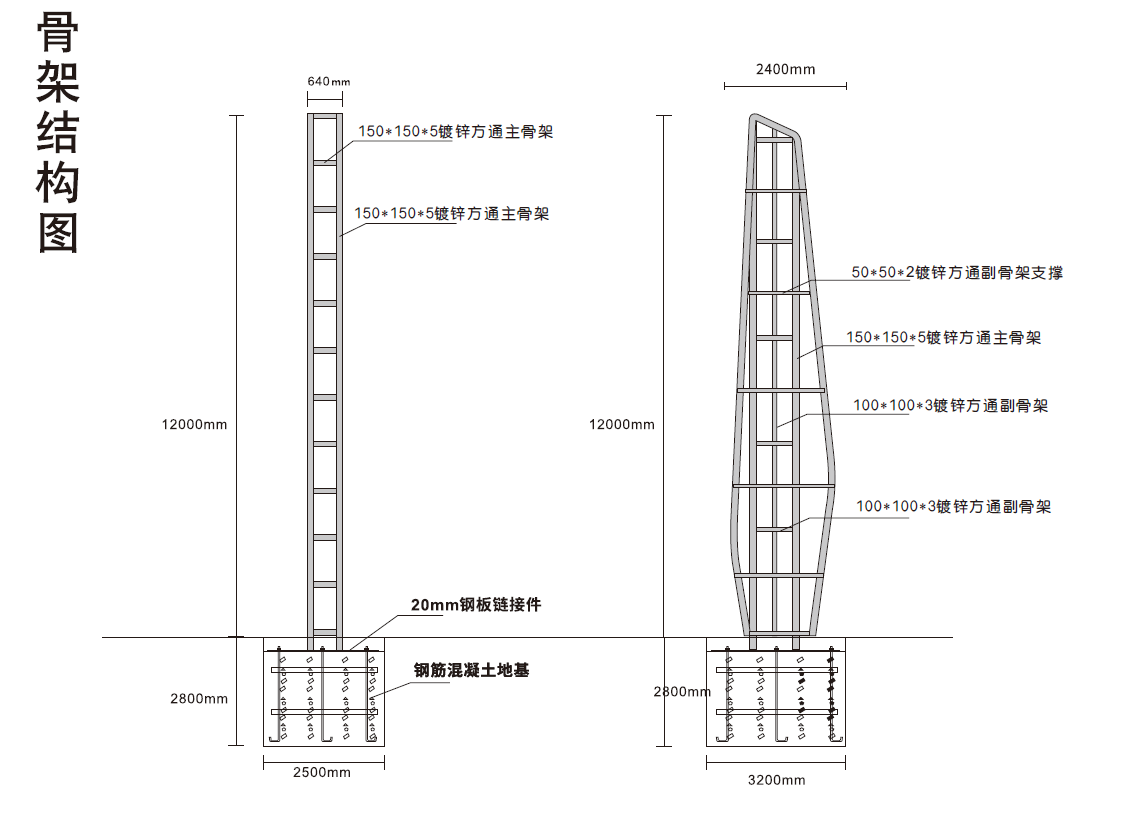 骨架结构图
640mm
150*150*5镀锌方通主骨架
150*150*5镀锌方通主骨架
12000mm
20mm钢板链接件
钢筋混凝土地基
2800mm
2500mm
2400mm
50*50*2镀锌方通副骨架支撑
150*150*5镀锌方通主骨架
100*100*3镀锌方通副骨架
12000mm
100*100*3镀锌方通副骨架
2800mm
3200mm